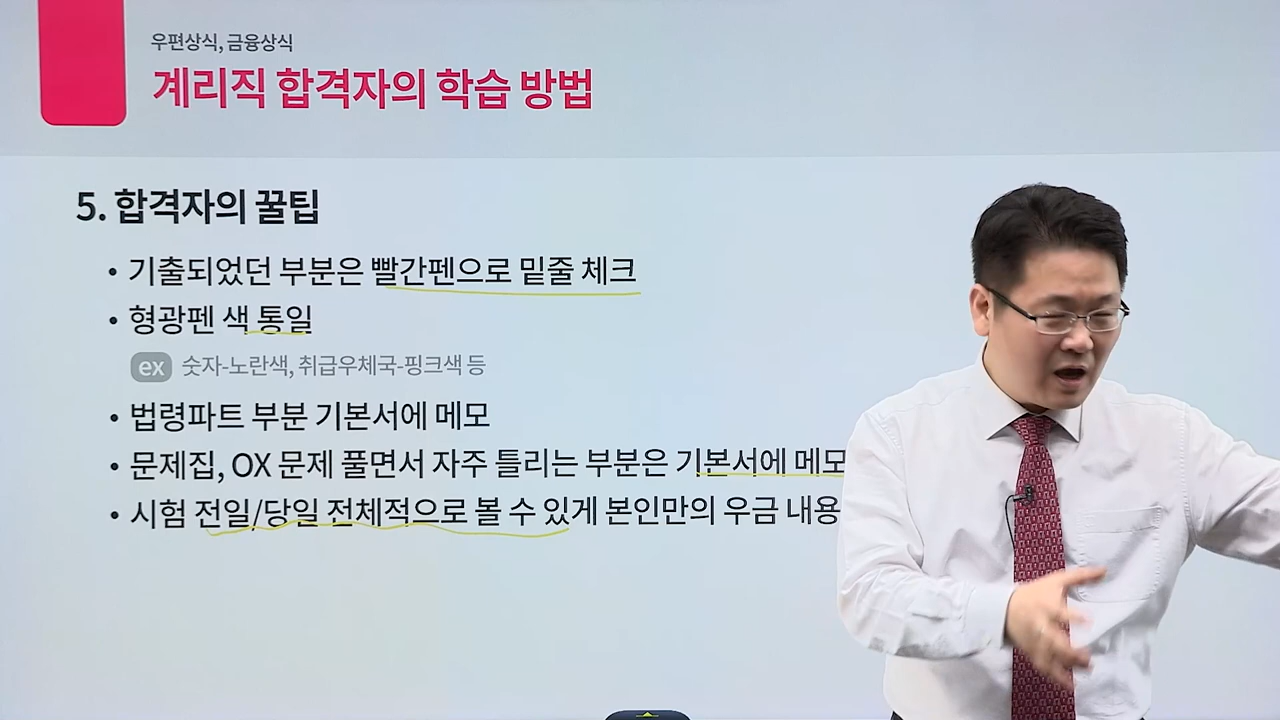 우편상식, 금융상식
계리직 합격자의 학습 방법
5. 합격자의 꿀팁
• 기출되었던 부분은 빨간펜으로 밑줄 체크
• 형광펜 색 통일
ex 숫자-노란색, 취급우체국-핑크색 등
• 법령파트 부분 기본서에 메모
• 문제집, OX 문제 풀면서 자주 틀리는 부분은 기본서에 메모
• 시험 전일/당일 전체적으로 볼 수 있게 본인만의 우금 내용